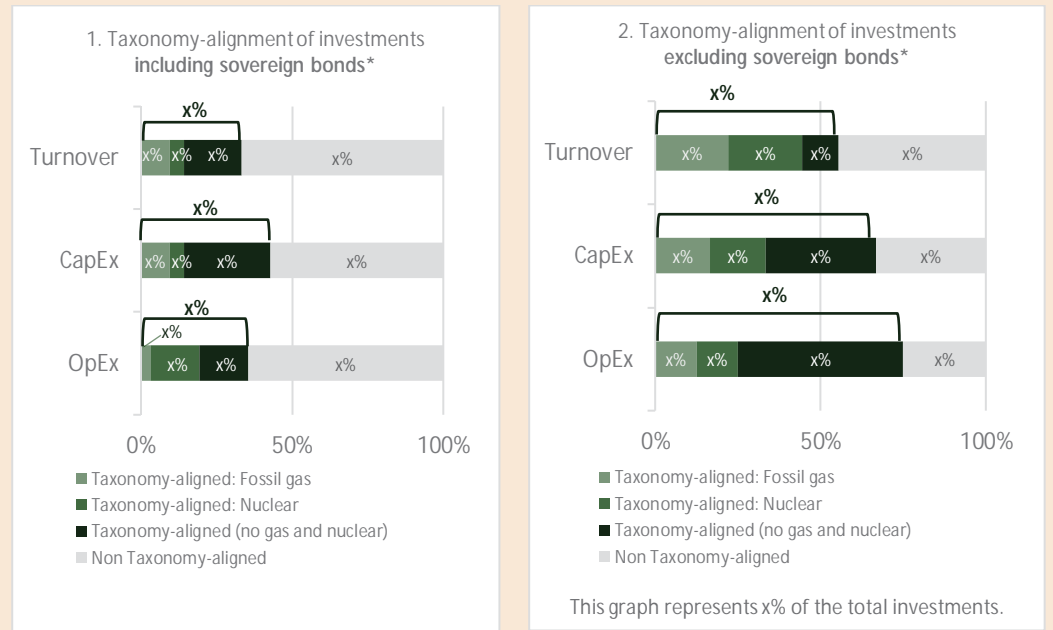 1. Taxonomy-alignment of investments
including sovereign bonds*
x%
Turnover
x% x% x% x%
x%
CapEx
x% x% x% x%
x%
x%
OpEx
x% x% x%
0% 50% 100%
Taxonomy-aligned: Fossil gas
Taxonomy-aligned: Nuclear
Taxonomy-aligned (no gas and nuclear)
Non Taxonomy-aligned
2. Taxonomy-alignment of investments
excluding sovereign bonds*
x%
Turnover
x% x% x% x%
x%
CapEx
x% x% x% x%
x%
OpEx
x% x% x% x%
0% 50% 100%
Taxonomy-aligned: Fossil gas
Taxonomy-aligned: Nuclear
Taxonomy-aligned (no gas and nuclear)
Non Taxonomy-aligned
This graph represents x% of the total investments.